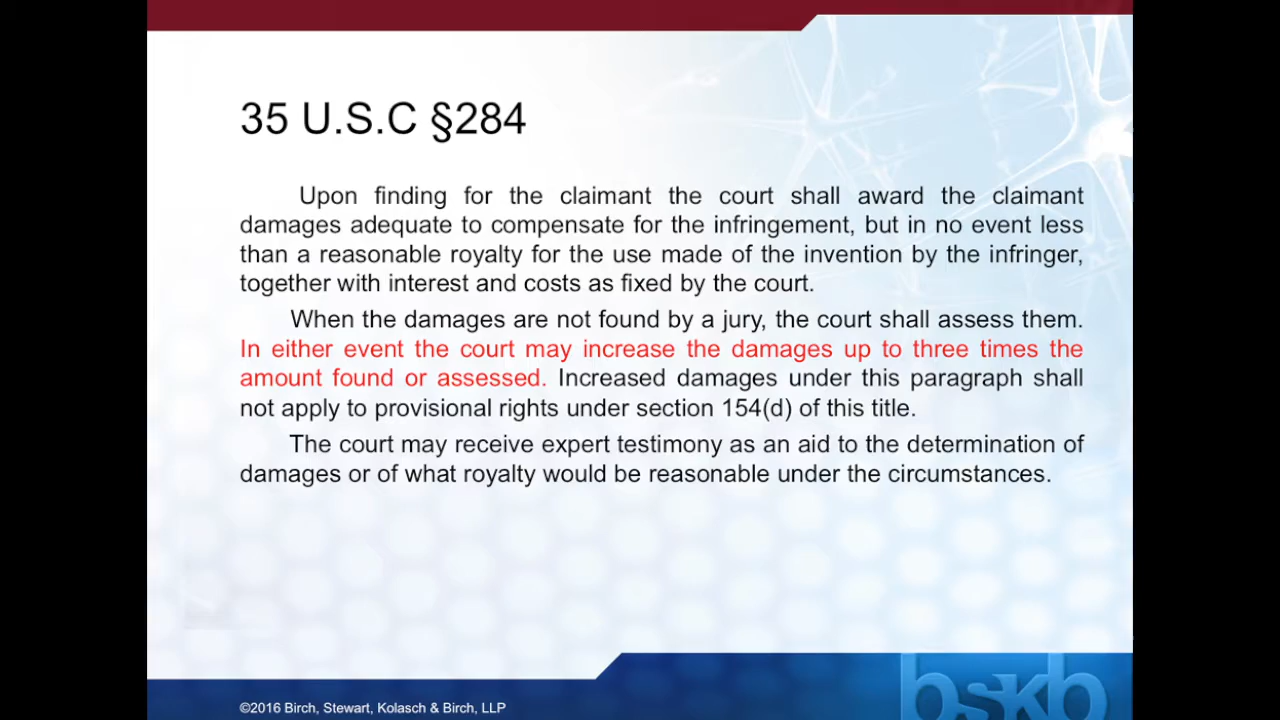 35 U.S.C §284
Upon finding for the claimant the court shall award the claimant
damages adequate to compensate for the infringement, but in no event less
than a reasonable royalty for the use made of the invention by the infringer,
together with interest and costs as fixed by the court.
When the damages are not found by a jury, the court shall assess them.
In either event the court may increase the damages up to three times the
amount found or assessed. Increased damages under this paragraph shall
not apply to provisional rights under section 154(d) of this title.
The court may receive expert testimony as an aid to the determination of
damages or of what royalty would be reasonable under the circumstances.
©2016 Birch, Stewart, Kolasch & Birch, LLP
bskb